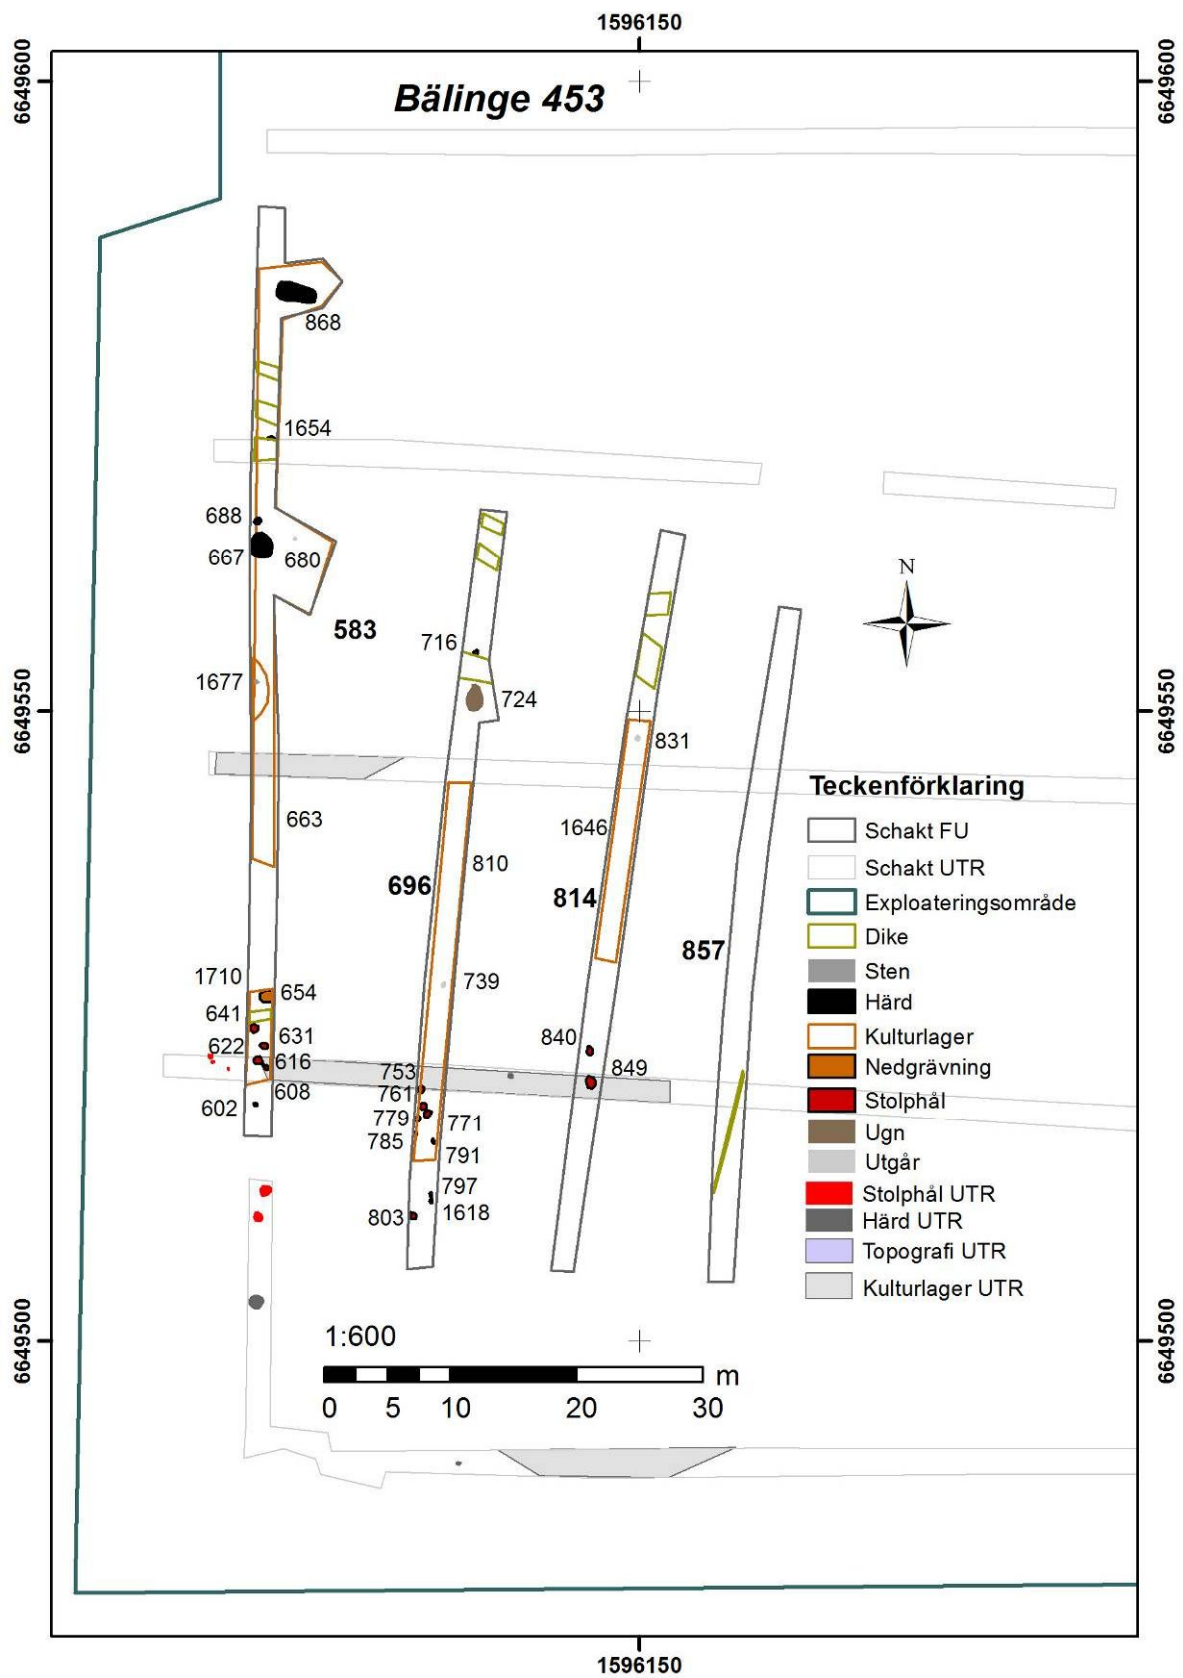 1596150
6649600
6649600
Bälinge 453
868
1654
688
667
680
583
716
N
1677
724
6649550
6649550
831
Teckenförklaring
663
1646
Schakt FU
810
Schakt UTR
696
814
Exploateringsområde
857
Dike
1710
654
739
Sten
641
Härd
631
622
840
Kulturlager
616
753
849
Nedgrävning
608
761
602
779
771
Stolphål
785
791
Ugn
Utgår
797
Stolphål UTR
803
1618
Härd UTR
Topografi UTR
Kulturlager UTR
6649500
6649500
1:600
m
0 5 10 20 30
1596150